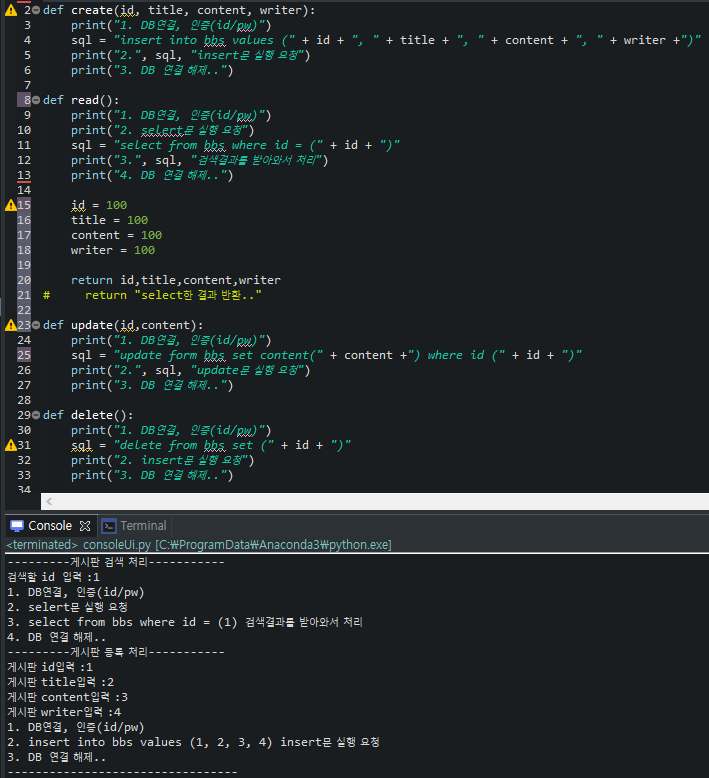 2 def create(id, title, content, writer):
3 print("1. DB연결, 인증(id/pw)")
4 sql = "insert into bbs values (" + id + ", " + title + ", " + content + ", " + writer +")"
5 print("2.", sql, "insert문 실행 요청")
6 print("3. DB 연결 해제..")
7
8 def read():
9 print("1. DB연결, 인증(id/pw)")
10 print("2. selert문 실행 요청")
11 sql = "select from bbs where id = (" + id + ")"
12 print("3.", sql, "검색결과를 받아와서 처리")
13 print("4. DB 연결 해제..")
14
15 id = 100
16 title = 100
17 content = 100
18 writer = 100
19
20 return id,title,content,writer
21 # return "select한 결과 반환.."
22
23 def update(id,content):
24 print("1. DB연결, 인증(id/pw)")
25 sql = "update form bbs set content(" + content +") where id (" + id + ")"
26 print("2.", sql, "update문 실행 요청")
27 print("3. DB 연결 해제..")
28
29 def delete():
30 print("1. DB연결, 인증(id/pw)")
31 sql = "delete from bbs set (" + id + ")"
32 print("2. insert문 실행 요청")
33 print("3. DB 연결 해제..")
34
Console Terminal
<terminated> consoleUi.py [C:₩ProgramData₩Anaconda3₩python.exe]
---------게시판 검색 처리-----------
검색할 id 입력 :1
1. DB연결, 인증(id/pw)
2. selert문 실행 요청
3. select from bbs where id = (1) 검색결과를 받아와서 처리
4. DB 연결 해제..
---------게시판 등록 처리-----------
게시판 id입력 :1
게시판 title입력 :2
게시판 content입력 :3
게시판 writer입력 :4
1. DB연결, 인증(id/pw)
2. insert into bbs values (1, 2, 3, 4) insert문 실행 요청
3. DB 연결 해제..
----------------------------------